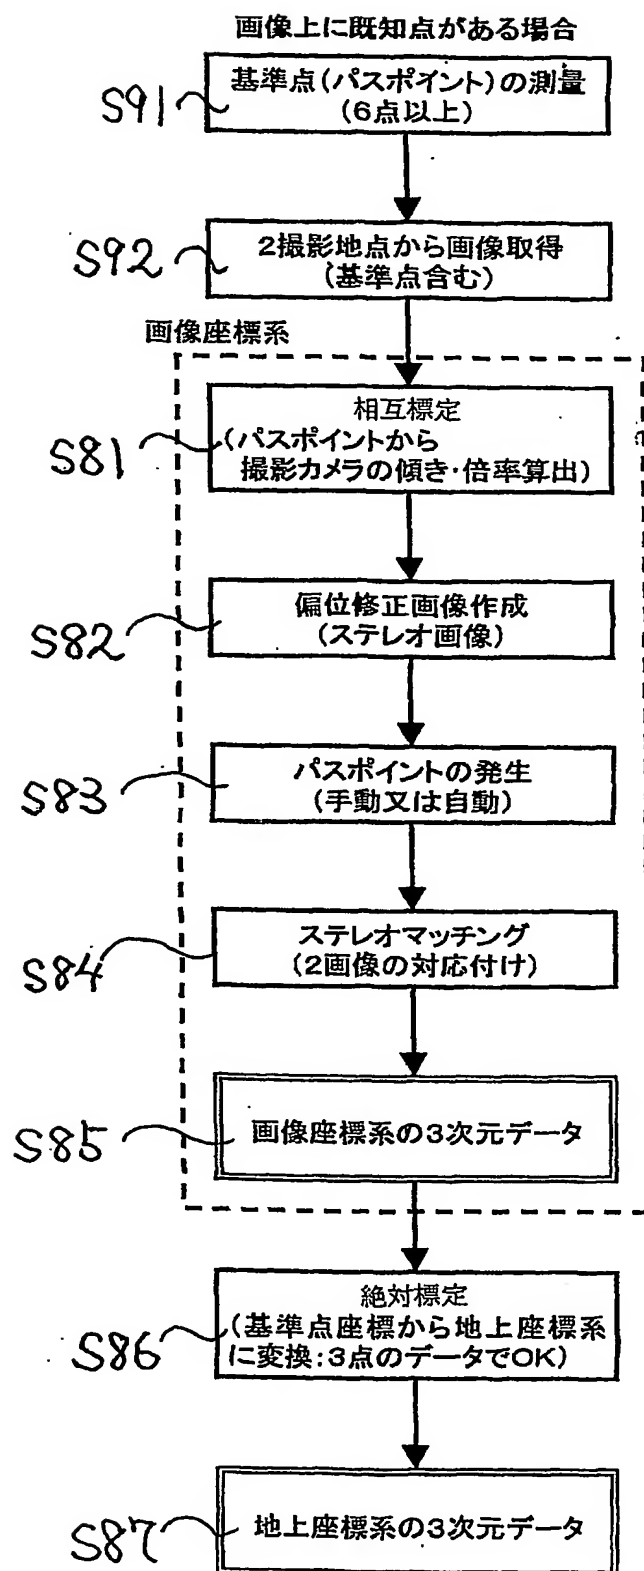 画像上に既知点がある場合
S91
基準点(パスポイント)の測量
(6点以上)
S92
2撮影地点から画像取得
(基準点含む)
画像座標系
S81
相互標定
(パスポイントから
撮影カメラの傾き・倍率算出)
S82
偏位修正画像作成
(ステレオ画像)
S83
パスポイントの発生
(手動又は自動)
S84
ステレオマッチング
(2画像の対応付け)
S85
画像座標系の3次元データ
S86
絶対標定
(基準点座標から地上座標系
に変換:3点のデータでOK)
S87
地上座標系の3次元データ